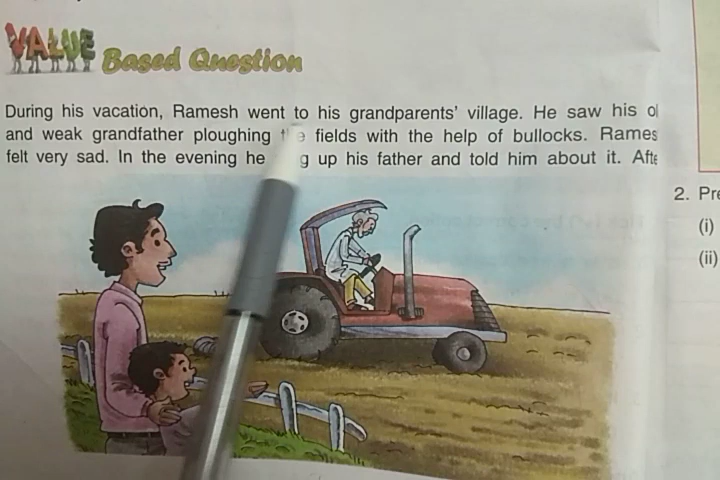 VALUE
Based Question
During his vacation, Ramesh went to his grandparents' village. He saw his
and weak grandfather ploughing fields with the help of bullocks.
felt very sad. In the evening he up his father and told him about it.
2.
(i)
(ii)